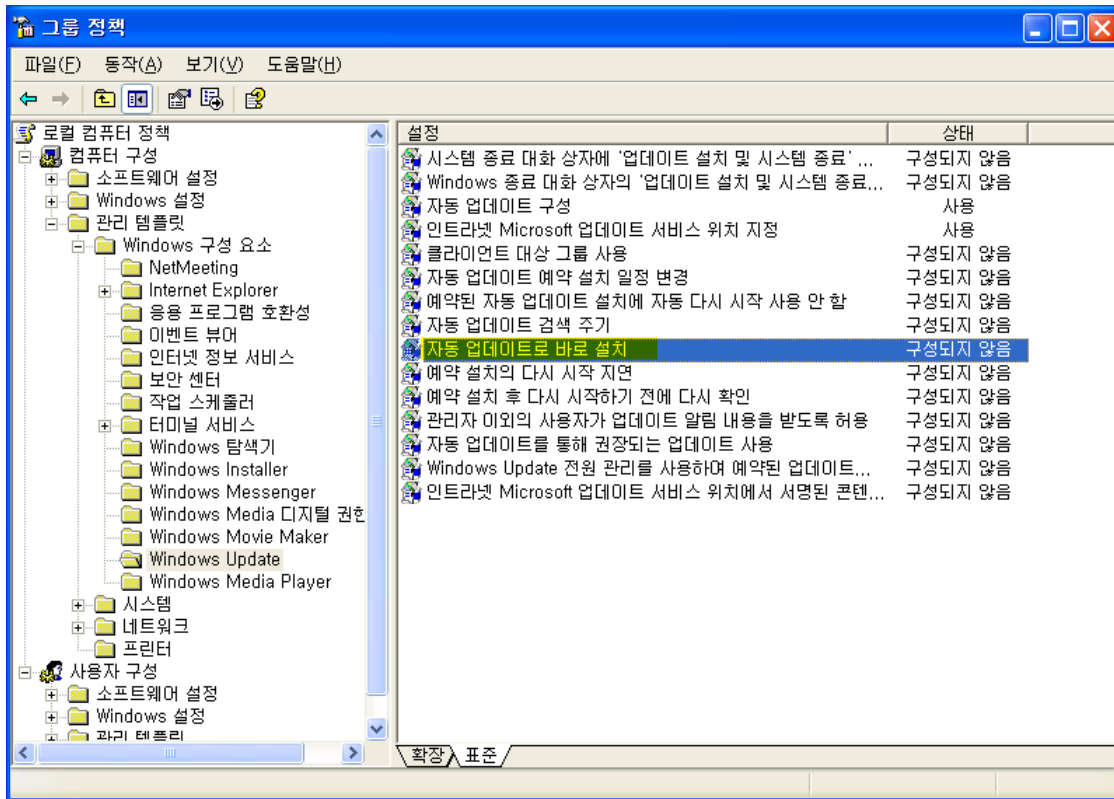 그룹 정책
파일(F) 동작(A) 보기(V) 도움말(H)
로컬 컴퓨터 정책
컴퓨터 구성
소프트웨어 설정
Windows 설정
관리 템플릿
Windows 구성 요소
NetMeeting
Internet Explorer
응용 프로그램 호환성
이벤트 뷰어
인터넷 정보 서비스
보안 센터
작업 스케줄러
터미널 서비스
Windows 탐색기
Windows Installer
Windows Messenger
Windows Media 디지털 권한
Windows Movie Maker
Windows Update
Windows Media Player
시스템
네트워크
프린터
사용자 구성
소프트웨어 설정
Windows 설정
관리 템플릿
설정 상태
시스템 종료 대화 상자에 '업데이트 설치 및 시스템 종료' ... 구성되지 않음
Windows 종료 대화 상자의 '업데이트 설치 및 시스템 종료... 구성되지 않음
자동 업데이트 구성 사용
인트라넷 Microsoft 업데이트 서비스 위치 지정 사용
클라이언트 대상 그룹 사용 구성되지 않음
자동 업데이트 예약 설치 일정 변경 구성되지 않음
예약된 자동 업데이트 설치에 자동 다시 시작 사용 안 함 구성되지 않음
자동 업데이트 검색 주기 구성되지 않음
자동 업데이트로 바로 설치 구성되지 않음
예약 설치의 다시 시작 지연 구성되지 않음
예약 설치 후 다시 시작하기 전에 다시 확인 구성되지 않음
관리자 이외의 사용자가 업데이트 알림 내용을 받도록 허용 구성되지 않음
자동 업데이트를 통해 권장되는 업데이트 사용 구성되지 않음
Windows Update 전원 관리를 사용하여 예약된 업데이트... 구성되지 않음
인트라넷 Microsoft 업데이트 서비스 위치에서 서명된 콘텐... 구성되지 않음
확장 표준